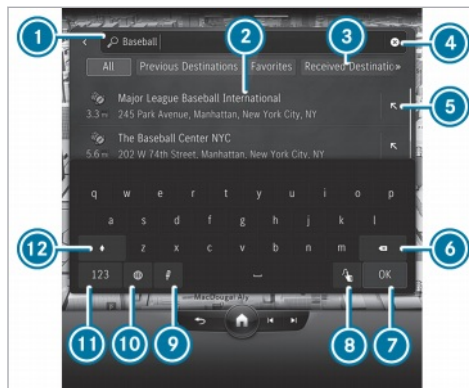 1
2
3
4
Baseball
All Previous Destinations Favorites Received Destinatio»
Major League Baseball International
3.3 mi 245 Park Avenue, Manhattan, New York City, NY
5
The Baseball Center NYC
5.6 mi 202 W 74th Street, Manhattan, New York City, NY
q w e r t y u i o p
a s d f g h j k l
12
z x c v b n m
6
123
OK
MacDougel Aly
11
10
9
8
7